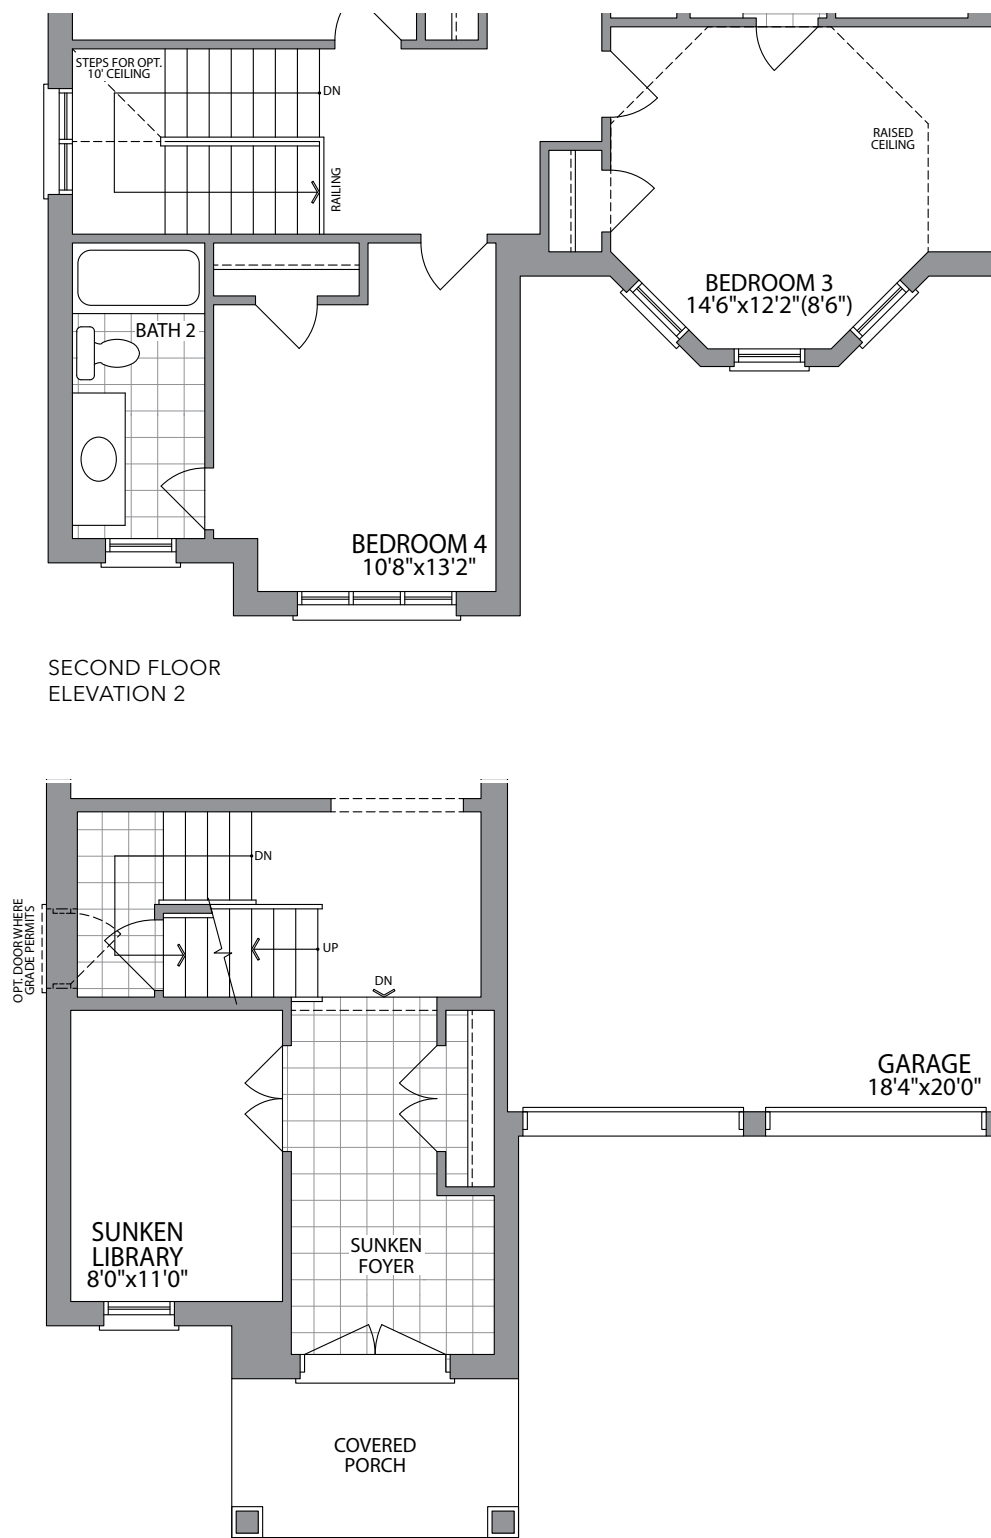 STEPS FOR OPT.
10' CEILING
DN
RAILING
RAISED
CEILING
BEDROOM 3
14'6"x12'2"(8'6")
BATH 2
BEDROOM 4
10'8"x13'2"
SECOND FLOOR
ELEVATION 2
DN
OPT. DOOR WHERE
GRADE PERMITS
UP
DN
GARAGE
18'4"x20'0"
SUNKEN
LIBRARY
8'0"x11'0"
SUNKEN
FOYER
COVERED
PORCH